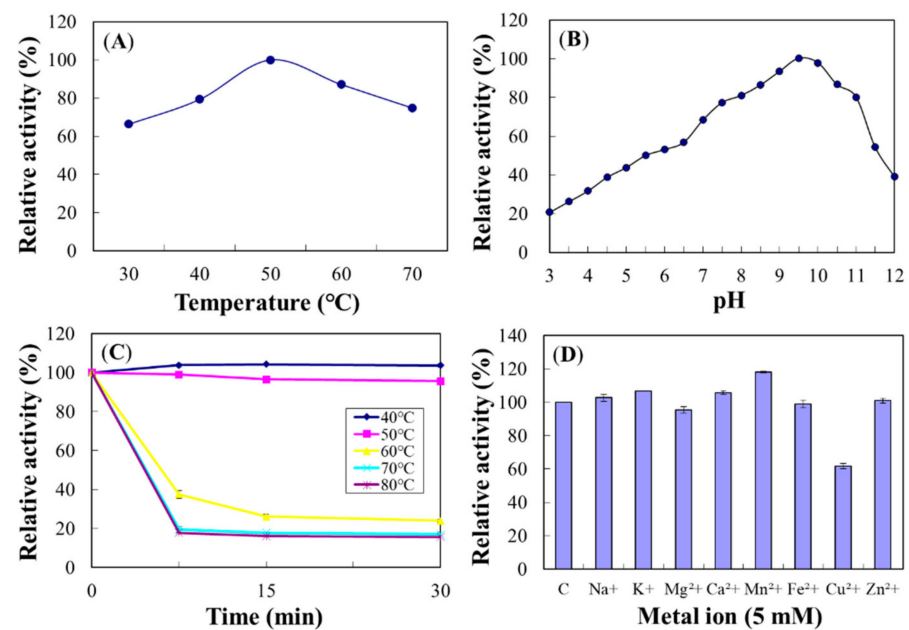 (A)
Relative activity (%)
120
100
80
60
40
20
0
30 40 50 60 70
Temperature (°C)
(B)
Relative activity (%)
120
100
80
60
40
20
0
3 4 5 6 7 8 9 10 11 12
pH
(C)
Relative activity (%)
120
100
80
60
40
20
0
40°C
50°C
60°C
70°C
80°C
0 15 30
Time (min)
(D)
Relative activity (%)
140
120
100
80
60
40
20
0
C Na+ K+ Mg²+ Ca²+ Mn²+ Fe²+ Cu²+ Zn²+
Metal ion (5 mM)